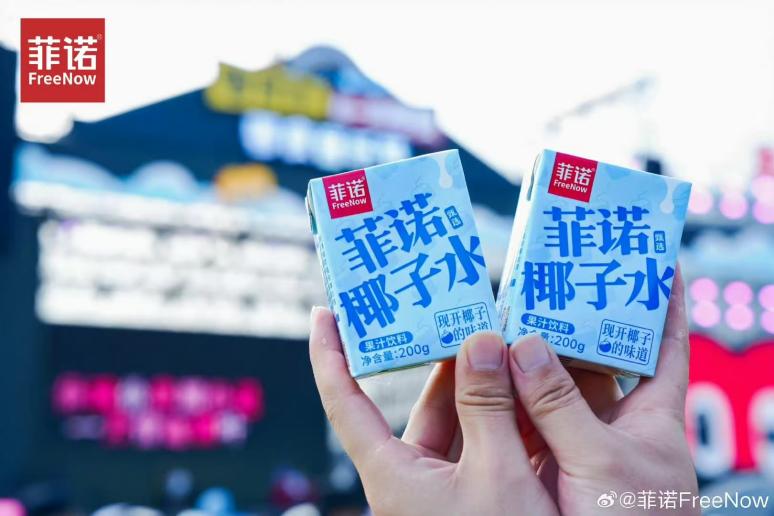 菲诺®
FreeNow
菲诺
FreeNow
菲诺
甄选
椰子水
果汁饮料
净含量:200g
现开椰子
的味道
菲诺
FreeNow
菲诺
甄选
椰子水
果汁饮料
净含量:200g
现开椰子
的味道
@菲诺FreeNow